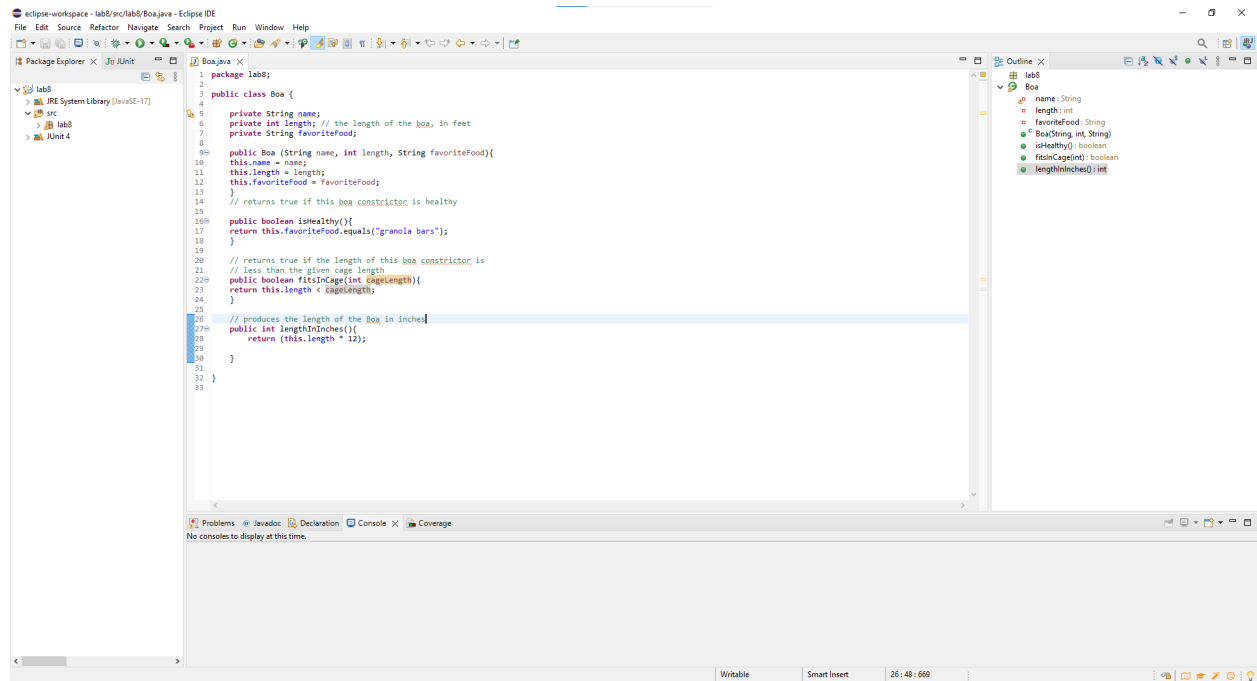 eclipse-workspace - lab8/src/lab8/Boa.java - Eclipse IDE
File Edit Source Refactor Navigate Search Project Run Window Help
Package Explorer JUnit
lab8
JRE System Library [JavaSE-17]
src
lab8
JUnit 4
Boa.java
1 package lab8;
2
3 public class Boa {
4
5 private String name;
6 private int length; // the length of the boa, in feet
7 private String favoriteFood;
8
9 public Boa (String name, int length, String favoriteFood){
10 this.name = name;
11 this.length = length;
12 this.favoriteFood = favoriteFood;
13 }
14 // returns true if this boa constrictor is healthy
15
16 public boolean isHealthy(){
17 return this.favoriteFood.equals("granola bars");
18 }
19
20 // returns true if the length of this boa constrictor is
21 // less than the given cage length
22 public boolean fitsInCage(int cageLength){
23 return this.length < cageLength;
24 }
25
26 // produces the length of the Boa in inches
27 public int lengthInInches(){
28 return (this.length * 12);
29
30 }
31
32 }
33
Outline
lab8
Boa
name : String
length : int
favoriteFood : String
Boa(String, int, String)
isHealthy() : boolean
fitsInCage(int) : boolean
lengthInInches() : int
Problems Javadoc Declaration Console Coverage
No consoles to display at this time.
Writable Smart Insert 26 : 48 : 669